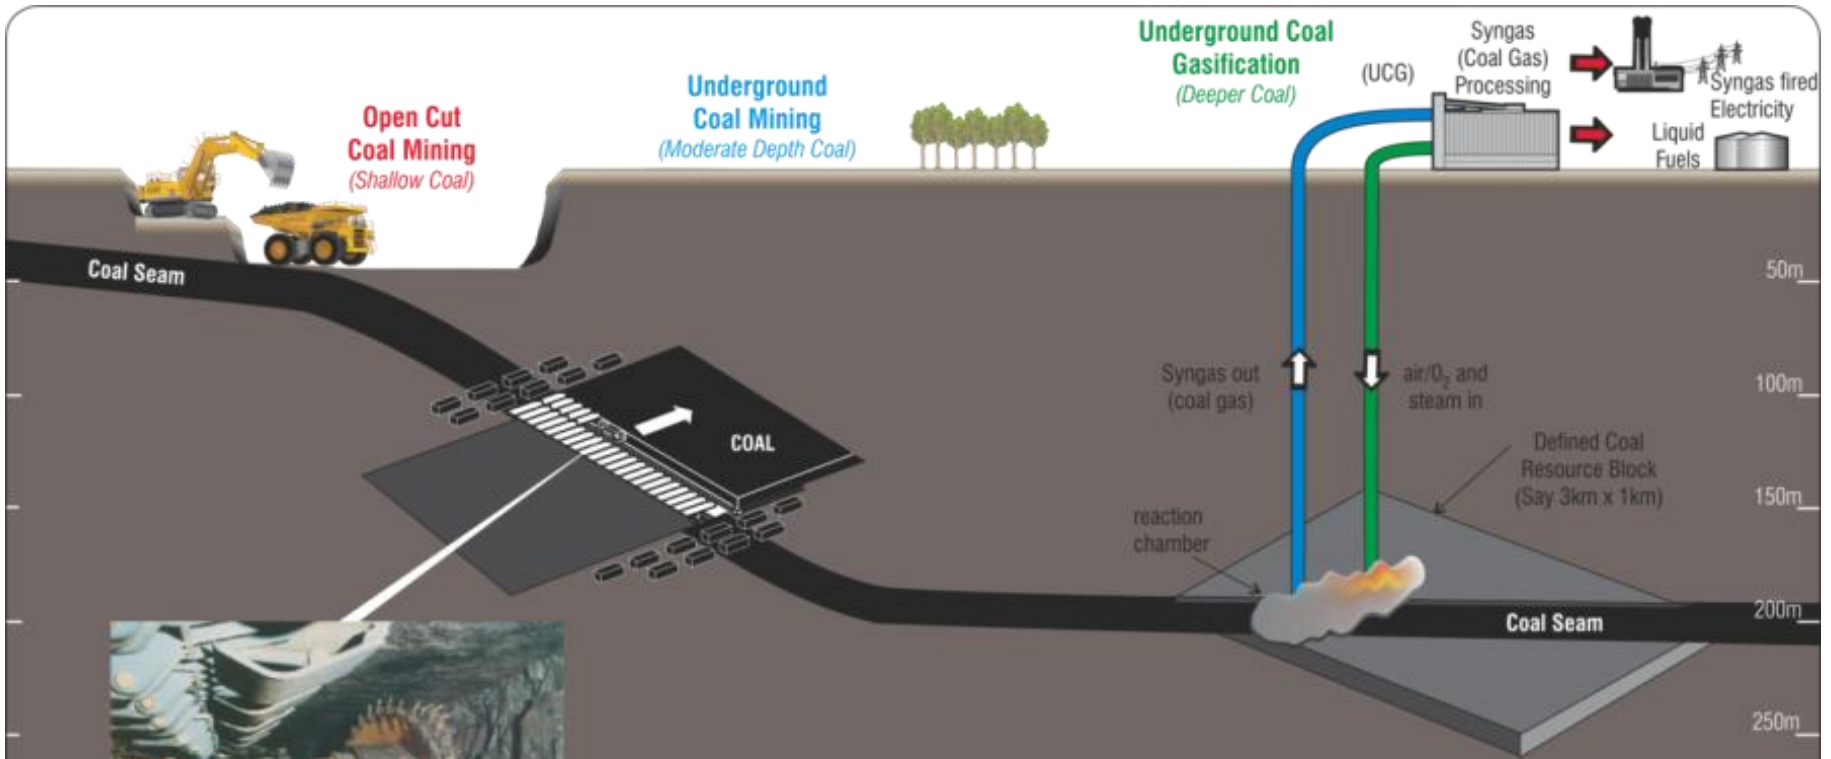 Open Cut
Coal Mining
(Shallow Coal)
Underground
Coal Mining
(Moderate Depth Coal)
Underground Coal
Gasification
(Deeper Coal)
(UCG)
Syngas
(Coal Gas)
Processing
Syngas fired
Electricity
Liquid
Fuels
Coal Seam
50m
100m
150m
200m
250m
COAL
Syngas out
(coal gas)
air/0₂ and
steam in
Defined Coal
Resource Block
(Say 3km x 1km)
reaction
chamber
Coal Seam